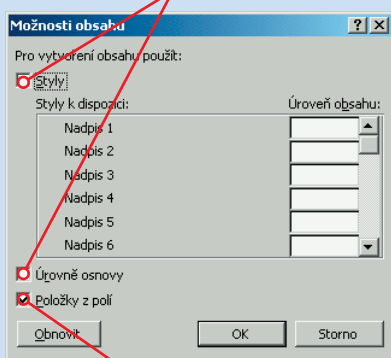 Možnosti obsahu
Pro vytvoření obsahu použít:
Styly
Styly k dispozici: Úroveň obsahu:
Nadpis 1
Nadpis 2
Nadpis 3
Nadpis 4
Nadpis 5
Nadpis 6
Úrovně osnovy
Položky z polí
Obnovit OK Storno